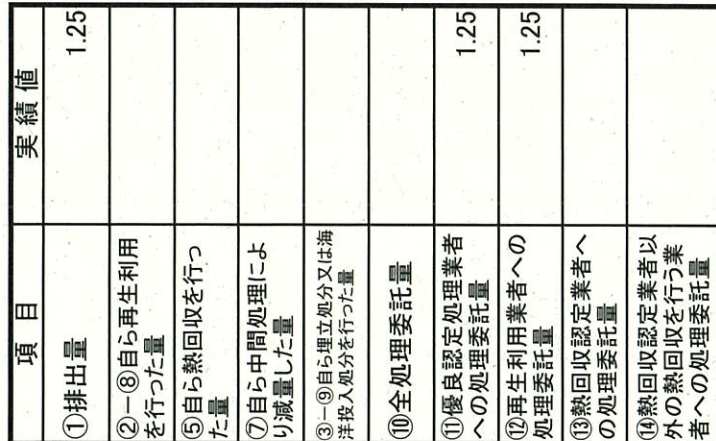 項目 実績値
①排出量 1.25
②－⑧自ら再生利用
を行った量
⑤自ら熱回収を行っ
た量
⑦自ら中間処理によ
り減量した量
③－⑨自ら埋立処分又は海
洋投入処分を行った量
⑩全処理委託量
⑪優良認定処理業者
への処理委託量 1.25
⑫再生利用業者への
処理委託量 1.25
⑬熱回収認定業者へ
の処理委託量
⑭熱回収認定業者以
外の熱回収を行う業
者への処理委託量